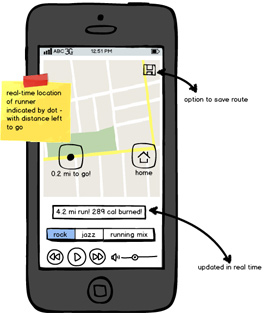 ABC 3G 12:51 PM
real-time location
of runner
indicated by dot -
with distance left
to go
option to save route
0.2 mi to go!
home
4.2 mi run! 289 cal burned!
rock jazz running mix
updated in real time